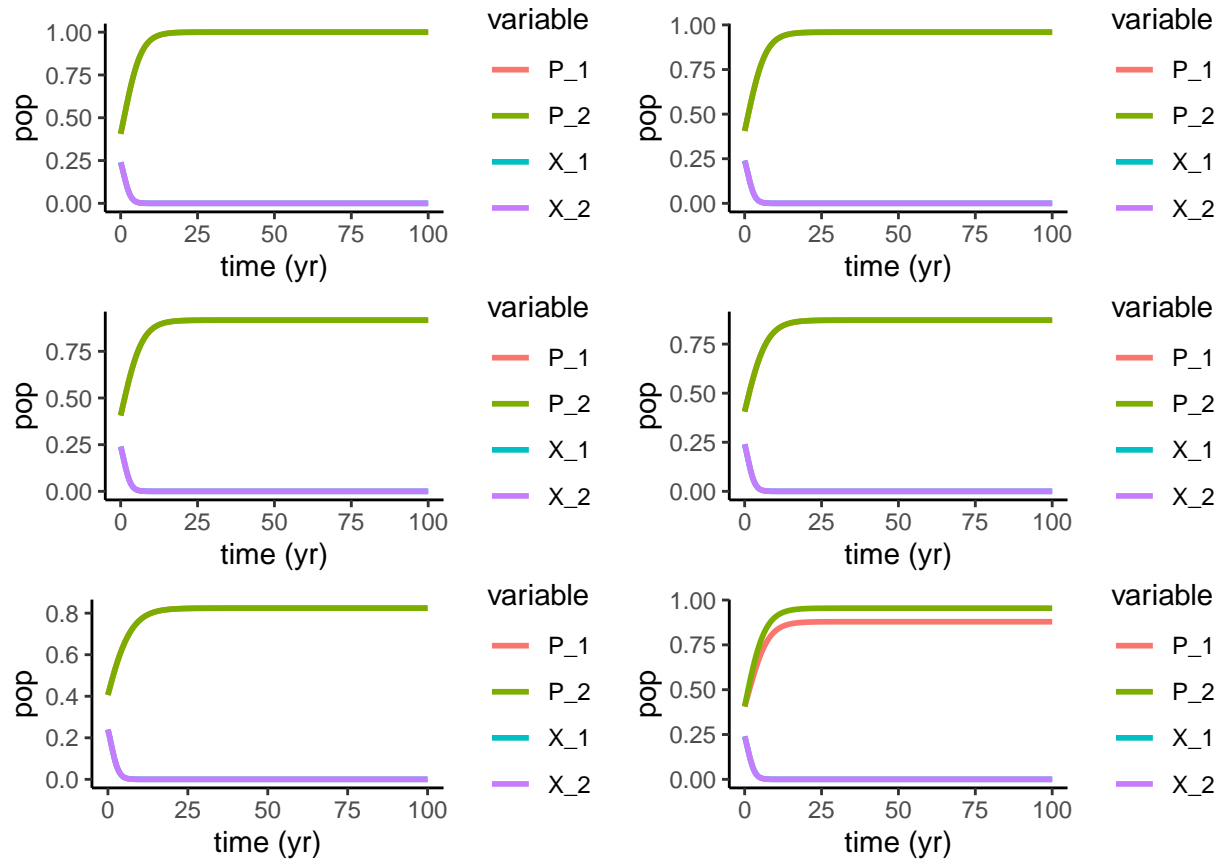 variable
1.00
0.75
0.50
0.25
0.00
pop
0 25 50 75 100
time (yr)
P_1
P_2
X_1
X_2
variable
1.00
0.75
0.50
0.25
0.00
pop
0 25 50 75 100
time (yr)
P_1
P_2
X_1
X_2
variable
0.75
0.50
0.25
0.00
pop
0 25 50 75 100
time (yr)
P_1
P_2
X_1
X_2
variable
0.75
0.50
0.25
0.00
pop
0 25 50 75 100
time (yr)
P_1
P_2
X_1
X_2
variable
0.8
0.6
0.4
0.2
0.0
pop
0 25 50 75 100
time (yr)
P_1
P_2
X_1
X_2
variable
1.00
0.75
0.50
0.25
0.00
pop
0 25 50 75 100
time (yr)
P_1
P_2
X_1
X_2